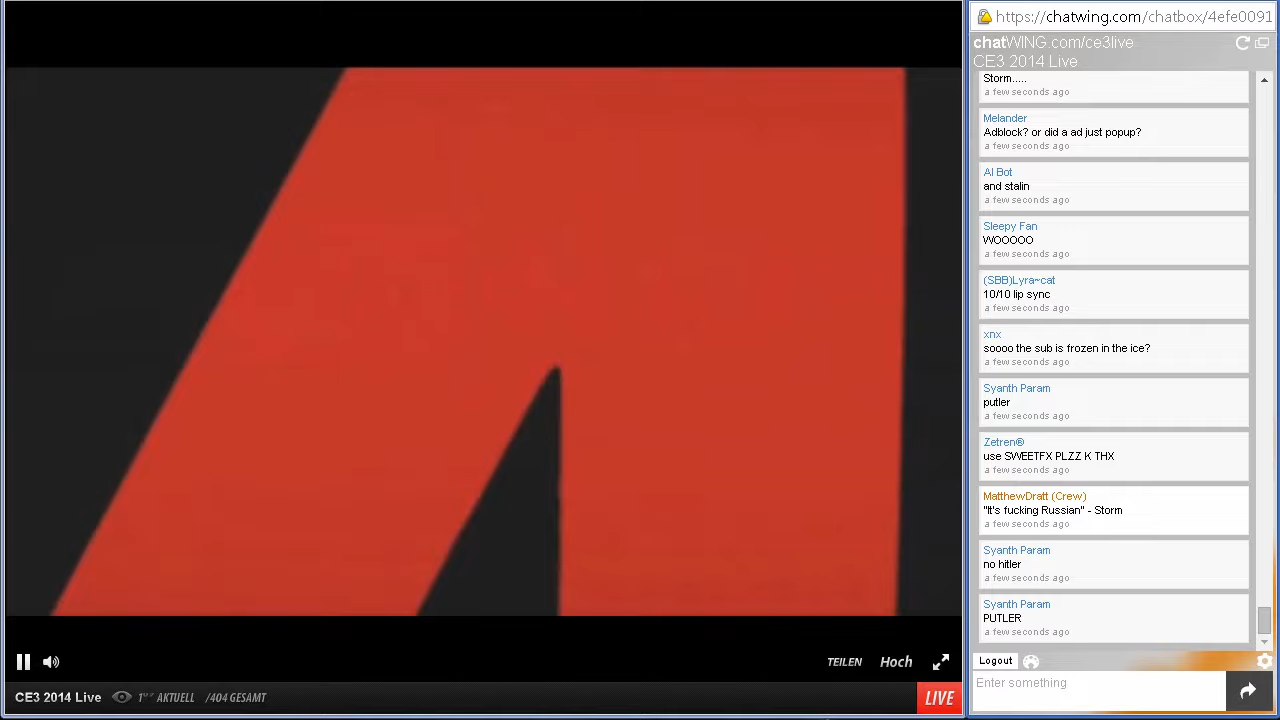 https://chatwing.com/chatbox/4efe0091
chatWING.com/ce3live
CE3 2014 Live
Storm.....
a few seconds ago
Melander
Adblock? or did a ad just popup?
a few seconds ago
AI Bot
and stalin
a few seconds ago
Sleepy Fan
WOOOOO
a few seconds ago
(SBB)Lyra~cat
10/10 lip sync
a few seconds ago
xnx
soooo the sub is frozen in the ice?
a few seconds ago
Syanth Param
putler
a few seconds ago
Zetren®
use SWEETFX PLZZ K THX
a few seconds ago
MatthewDratt (Crew)
"It's fucking Russian" - Storm
a few seconds ago
Syanth Param
no hitler
a few seconds ago
Syanth Param
PUTLER
a few seconds ago
Logout
Enter something
TEILEN
Hoch
CE3 2014 Live
AKTUELL
/404 GESAMT
LIVE